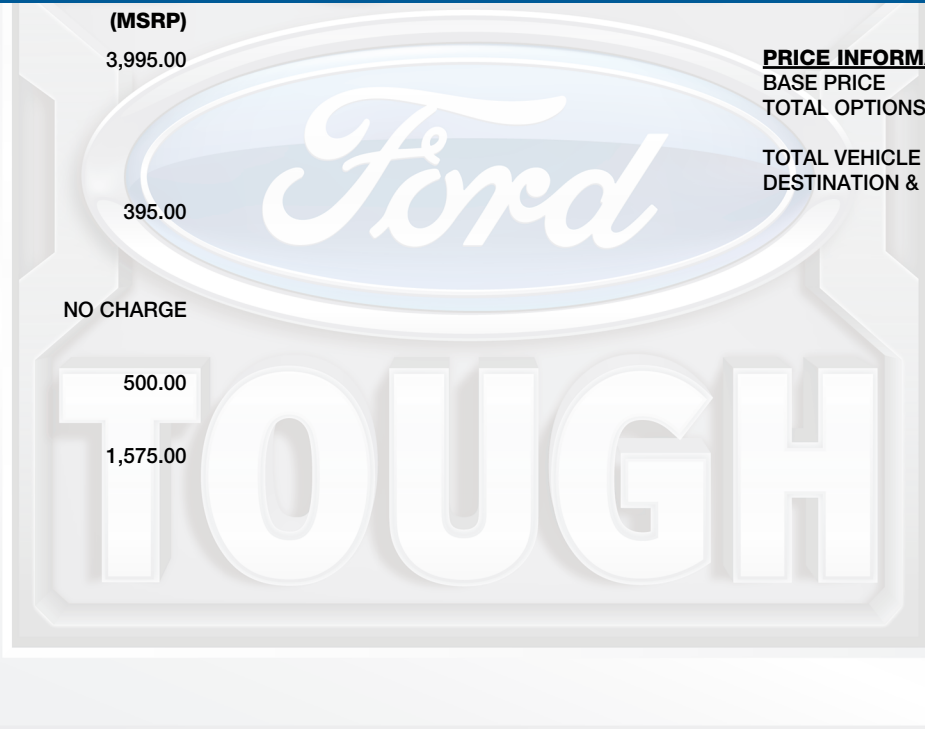 (MSRP)
3,995.00
395.00
NO CHARGE
500.00
1,575.00
PRICE INFORMA
BASE PRICE
TOTAL OPTIONS
TOTAL VEHICLE
DESTINATION &
Ford
TOUGH